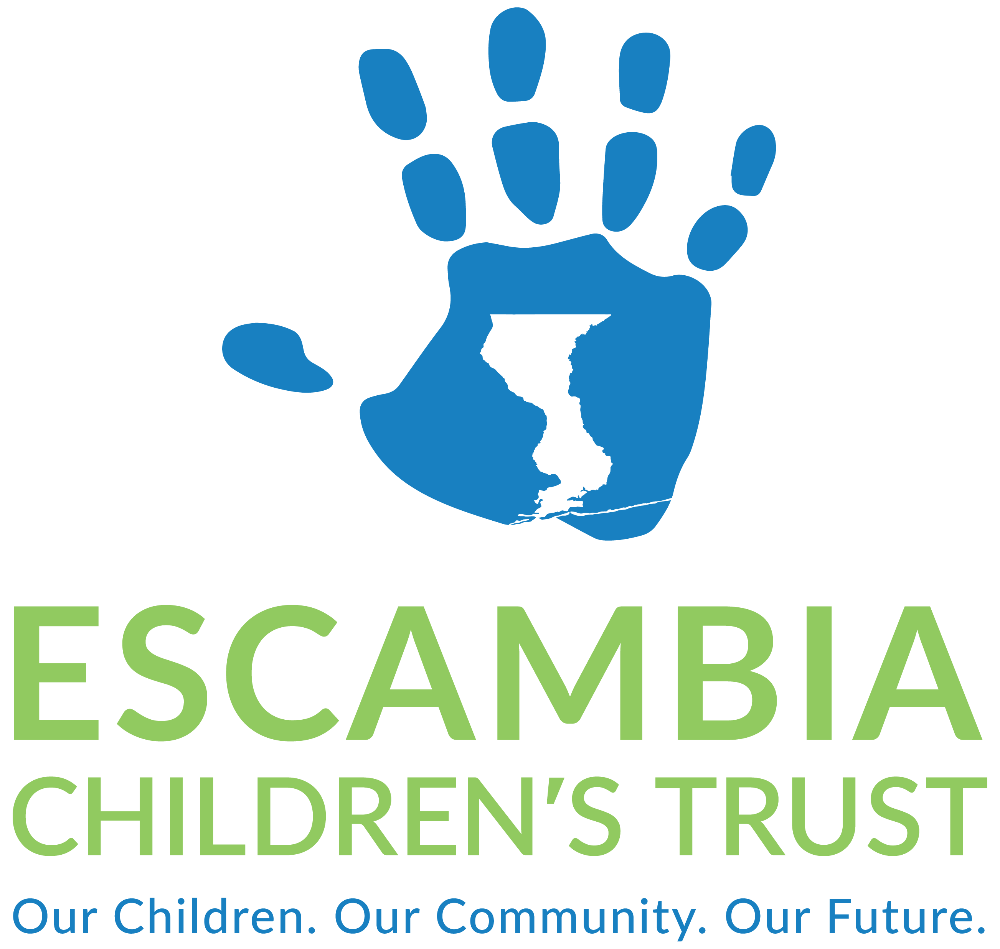 ESCAMBIA
CHILDREN'S TRUST
Our Children. Our Community. Our Future.